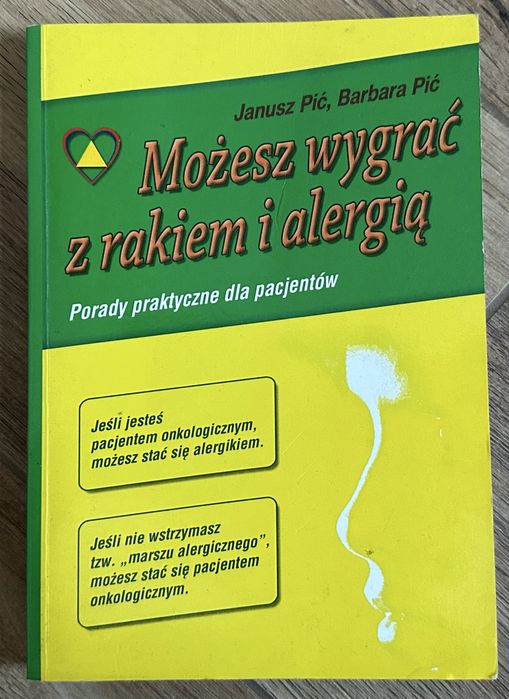 Janusz Pić, Barbara Pić
Możesz wygrać
z rakiem i alergią
Porady praktyczne dla pacjentów
Jeśli jesteś
pacjentem onkologicznym,
możesz stać się alergikiem.
Jeśli nie wstrzymasz
tzw. „marszu alergicznego”,
możesz stać się pacjentem
onkologicznym.